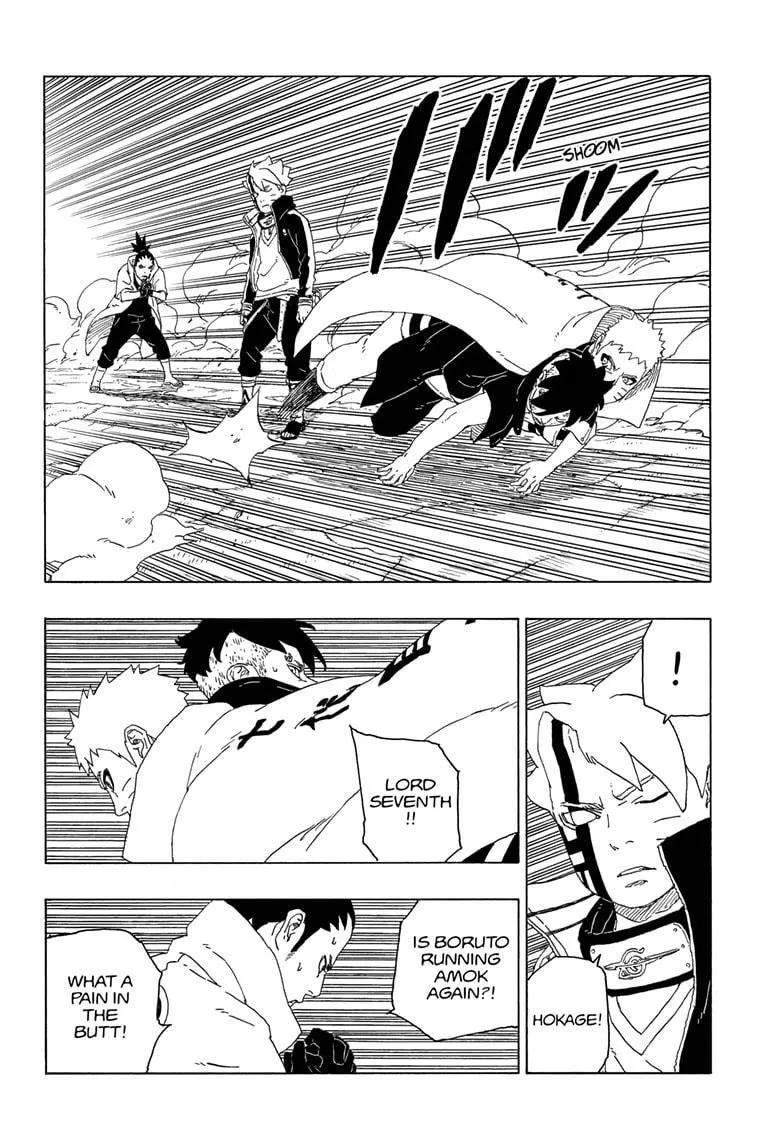 SHOOM
!
HOKAGE!
LORD
SEVENTH
!!
IS BORUTO
RUNNING
AMOK
AGAIN?!
WHAT A
PAIN IN
THE
BUTT!